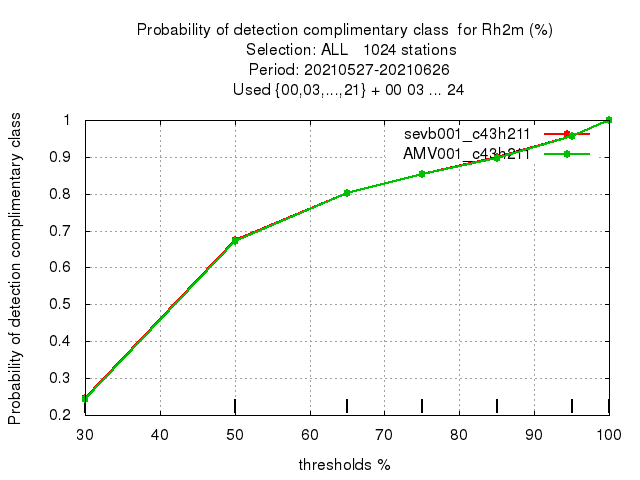 Probability of detection complimentary class  for Rh2m (%)
Selection: ALL   1024 stations
Period: 20210527-20210626
Used {00,03,...,21} + 00 03 ... 24
Probability of detection complimentary class
sevb001_c43h211
AMV001_c43h211
1
0.9
0.8
0.7
0.6
0.5
0.4
0.3
0.2
30 40 50 60 70 80 90 100
thresholds %